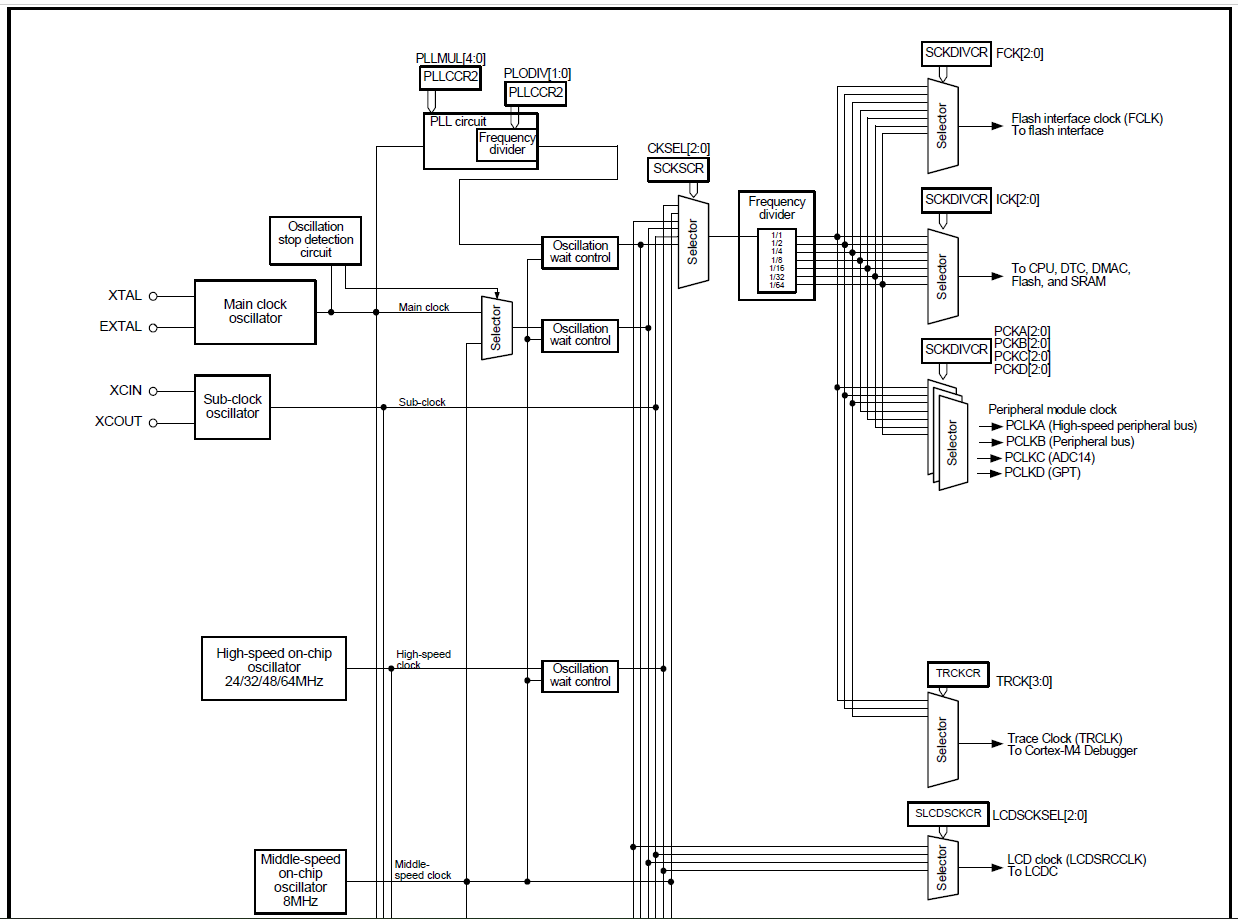 PLLMUL[4:0]
PLLCCR2
PLODIV[1:0]
PLLCCR2
PLL circuit
Frequency
divider
CKSEL[2:0]
SCKSCR
Selector
Frequency
divider
1/1
1/2
1/4
1/8
1/16
1/32
1/64
SCKDIVCR
FCK[2:0]
Selector
Flash interface clock (FCLK)
To flash interface
SCKDIVCR
ICK[2:0]
Selector
To CPU, DTC, DMAC,
Flash, and SRAM
SCKDIVCR
PCKA[2:0]
PCKB[2:0]
PCKC[2:0]
PCKD[2:0]
Selector
Peripheral module clock
PCLKA (High-speed peripheral bus)
PCLKB (Peripheral bus)
PCLKC (ADC14)
PCLKD (GPT)
Oscillation
stop detection
circuit
Oscillation
wait control
XTAL
EXTAL
Main clock
oscillator
Main clock
Selector
Oscillation
wait control
XCIN
XCOUT
Sub-clock
oscillator
Sub-clock
High-speed on-chip
oscillator
24/32/48/64MHz
High-speed
clock
Oscillation
wait control
TRCKCR
TRCK[3:0]
Selector
Trace Clock (TRCLK)
To Cortex-M4 Debugger
SLCDSCKCR
LCDSCKSEL[2:0]
Selector
LCD clock (LCDSRCCLK)
To LCDC
Middle-speed
on-chip
oscillator
8MHz
Middle-
speed clock